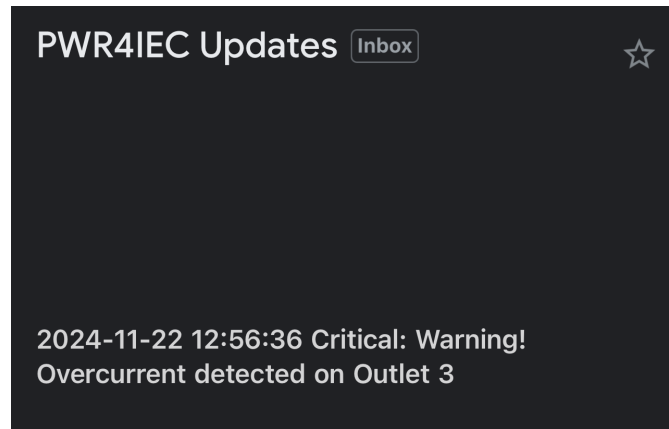 PWR4IEC Updates Inbox
2024-11-22 12:56:36 Critical: Warning!
Overcurrent detected on Outlet 3